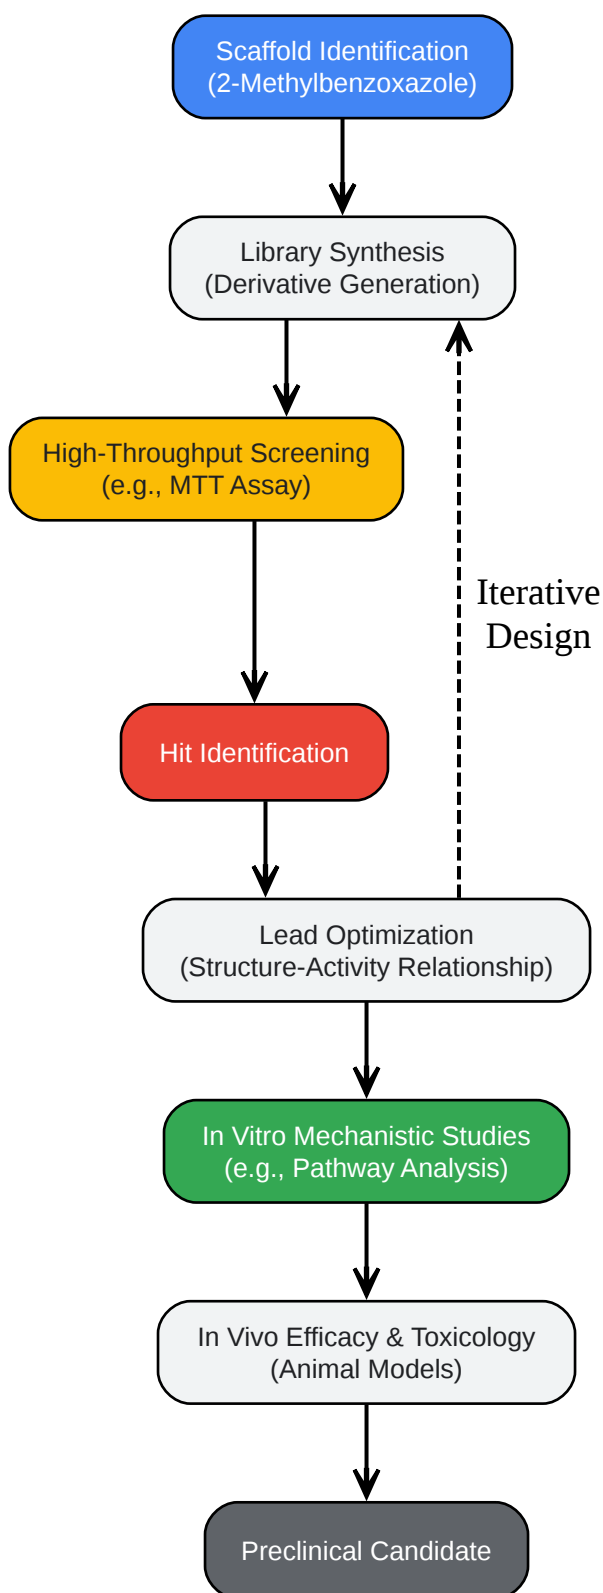 Scaffold Identification
(2-Methylbenzoxazole)
Library Synthesis
(Derivative Generation)
High-Throughput Screening
(e.g., MTT Assay)
Iterative
Design
Hit Identification
Lead Optimization
(Structure-Activity Relationship)
In Vitro Mechanistic Studies
(e.g., Pathway Analysis)
In Vivo Efficacy & Toxicology
(Animal Models)
Preclinical Candidate